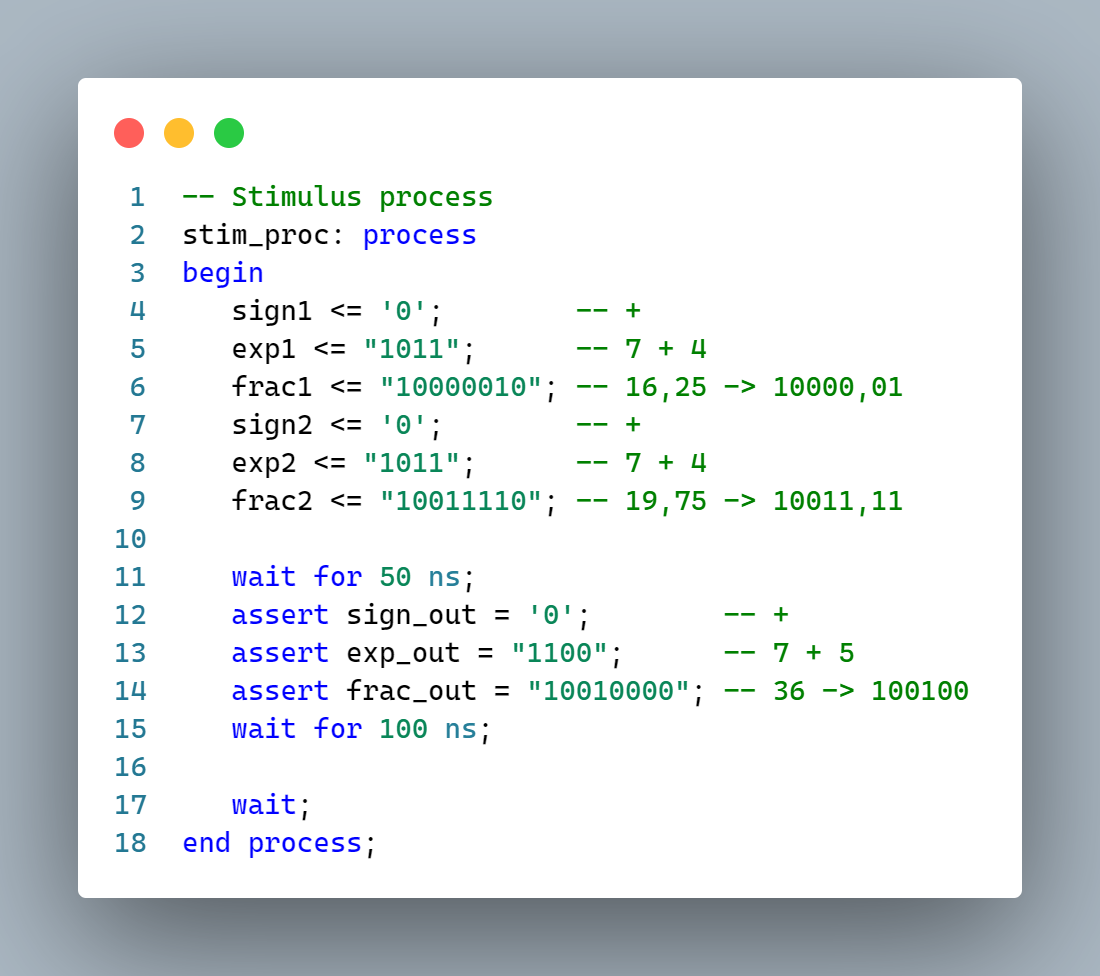 1 -- Stimulus process
2 stim_proc: process
3 begin
4    sign1 <= '0';        -- +
5    exp1 <= "1011";      -- 7 + 4
6    frac1 <= "10000010"; -- 16,25 -> 10000,01
7    sign2 <= '0';        -- +
8    exp2 <= "1011";      -- 7 + 4
9    frac2 <= "10011110"; -- 19,75 -> 10011,11
10
11    wait for 50 ns;
12    assert sign_out = '0';        -- +
13    assert exp_out = "1100";      -- 7 + 5
14    assert frac_out = "10010000"; -- 36 -> 100100
15    wait for 100 ns;
16
17    wait;
18 end process;